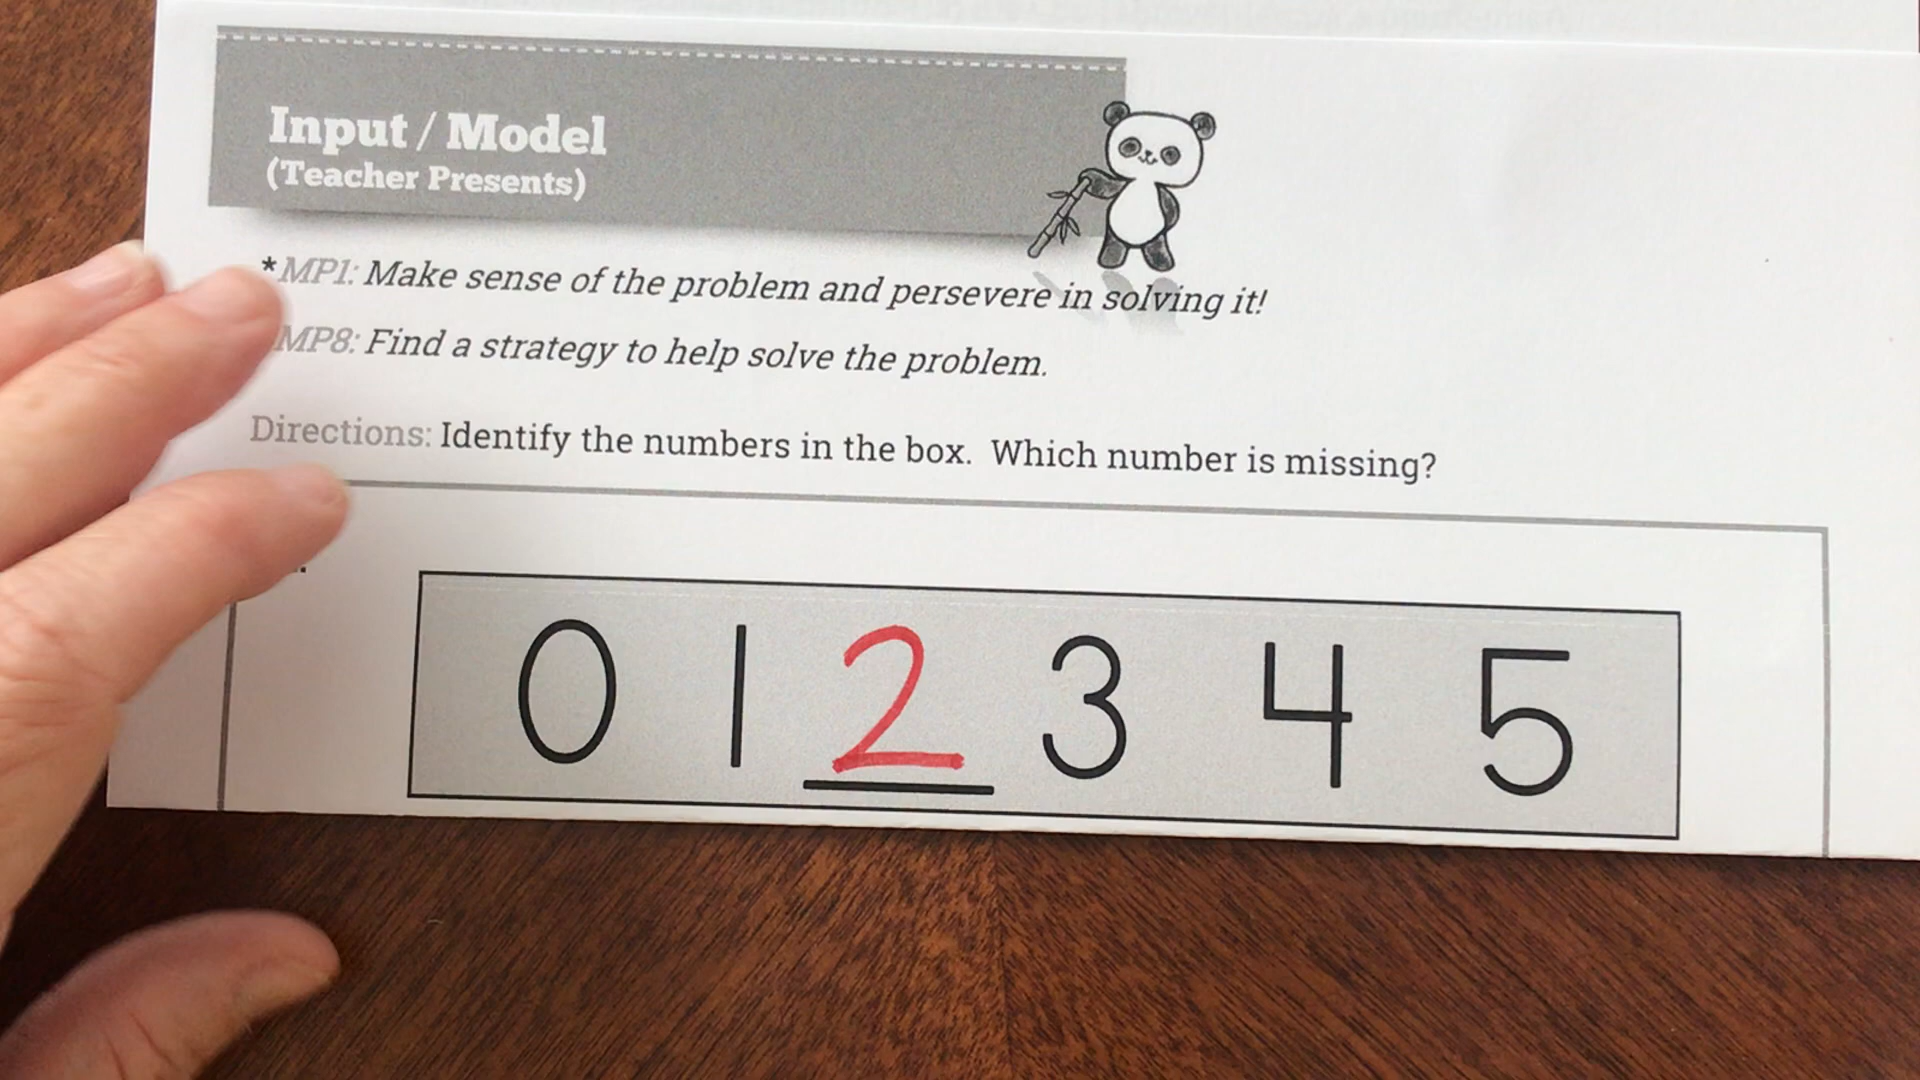 Input / Model
(Teacher Presents)
*MP1: Make sense of the problem and persevere in solving it!
MP8: Find a strategy to help solve the problem.
Directions: Identify the numbers in the box. Which number is missing?
0 1 2 3 4 5